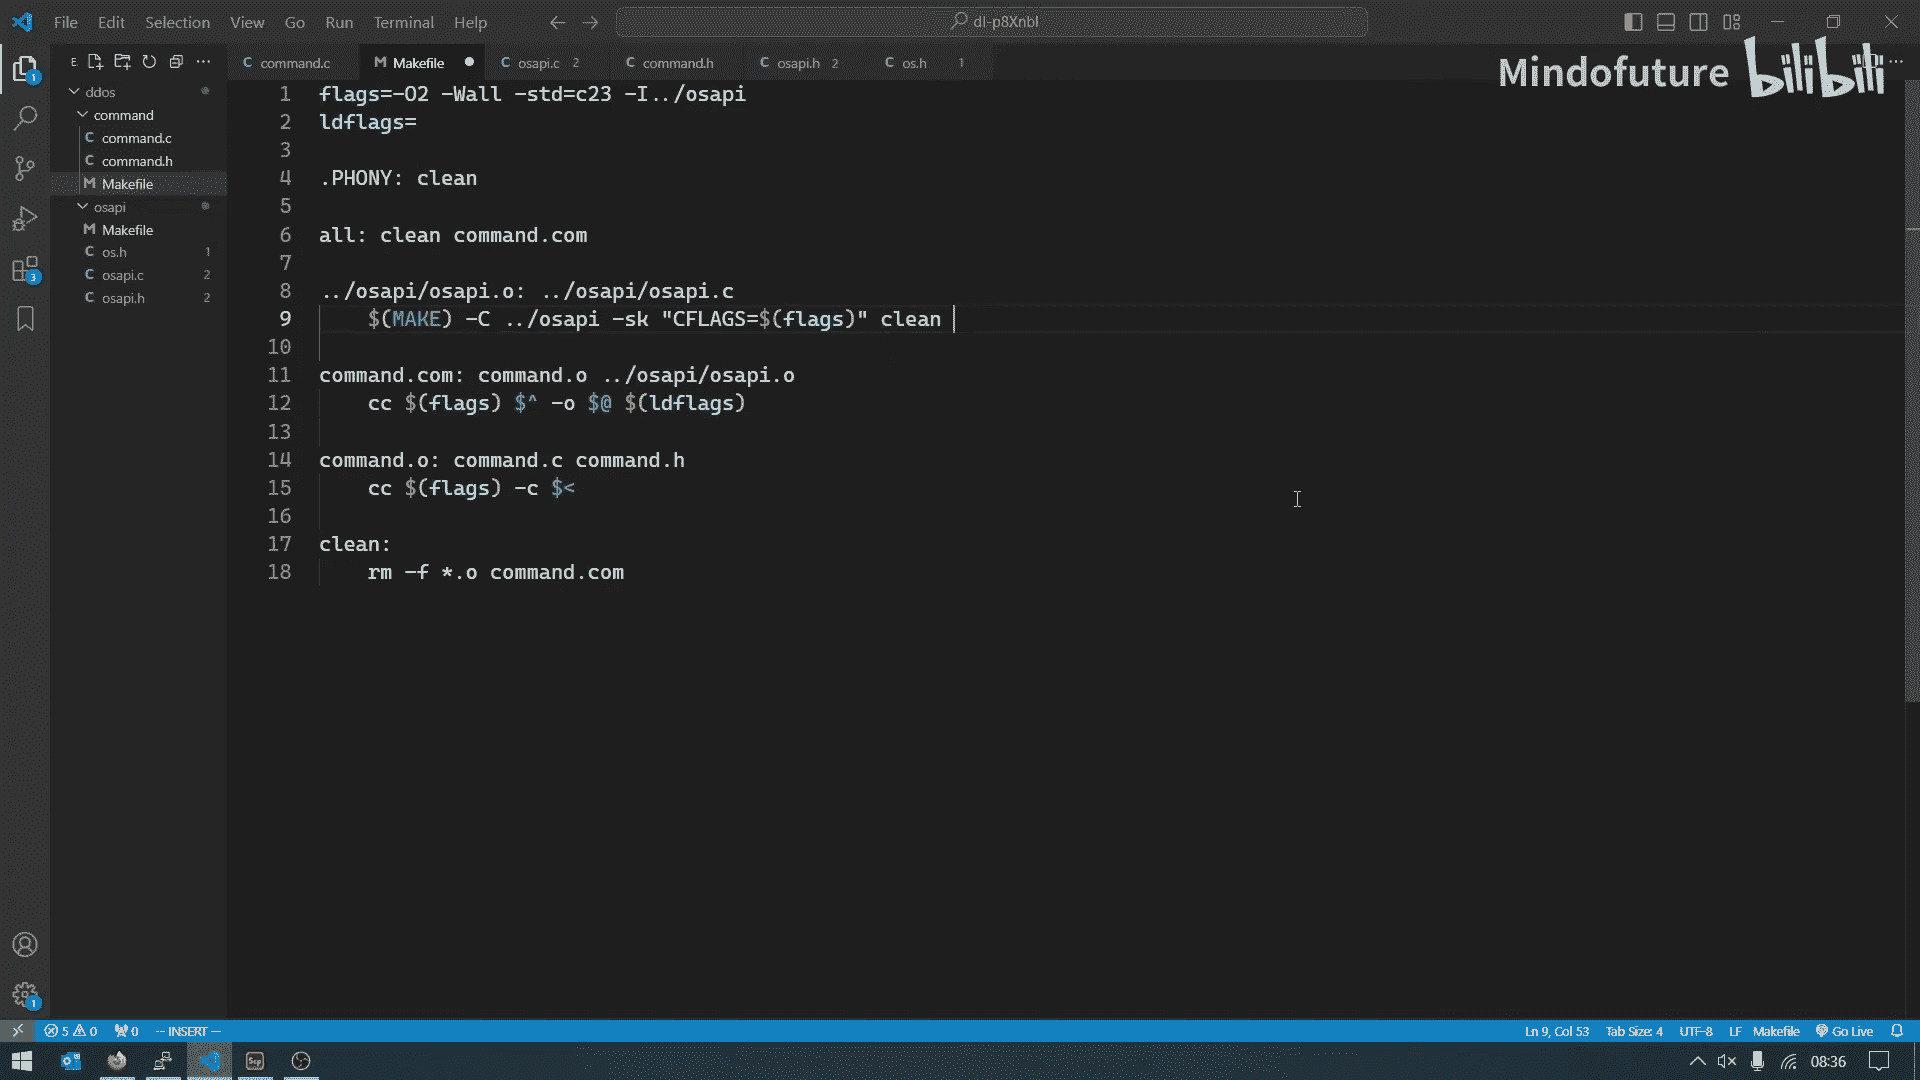 File Edit Selection View Go Run Terminal Help
dl-p8Xnbl
command.c
Makefile
osapi.c 2
command.h
osapi.h 2
os.h 1
Mindofuture bilibili
E
ddos
command
command.c
command.h
Makefile
osapi
Makefile
os.h 1
osapi.c 2
osapi.h 2
1
3
1
1 flags=-O2 -Wall -std=c23 -I../osapi
2 ldflags=
3
4 .PHONY: clean
5
6 all: clean command.com
7
8 ../osapi/osapi.o: ../osapi/osapi.c
9 $(MAKE) -C ../osapi -sk "CFLAGS=$(flags)" clean
10
11 command.com: command.o ../osapi/osapi.o
12 cc $(flags) $^ -o $@ $(ldflags)
13
14 command.o: command.c command.h
15 cc $(flags) -c $<
16
17 clean:
18 rm -f *.o command.com
5 0 0 -- INSERT --
Ln 9, Col 53 Tab Size: 4 UTF-8 LF Makefile Go Live
Scp
08:36